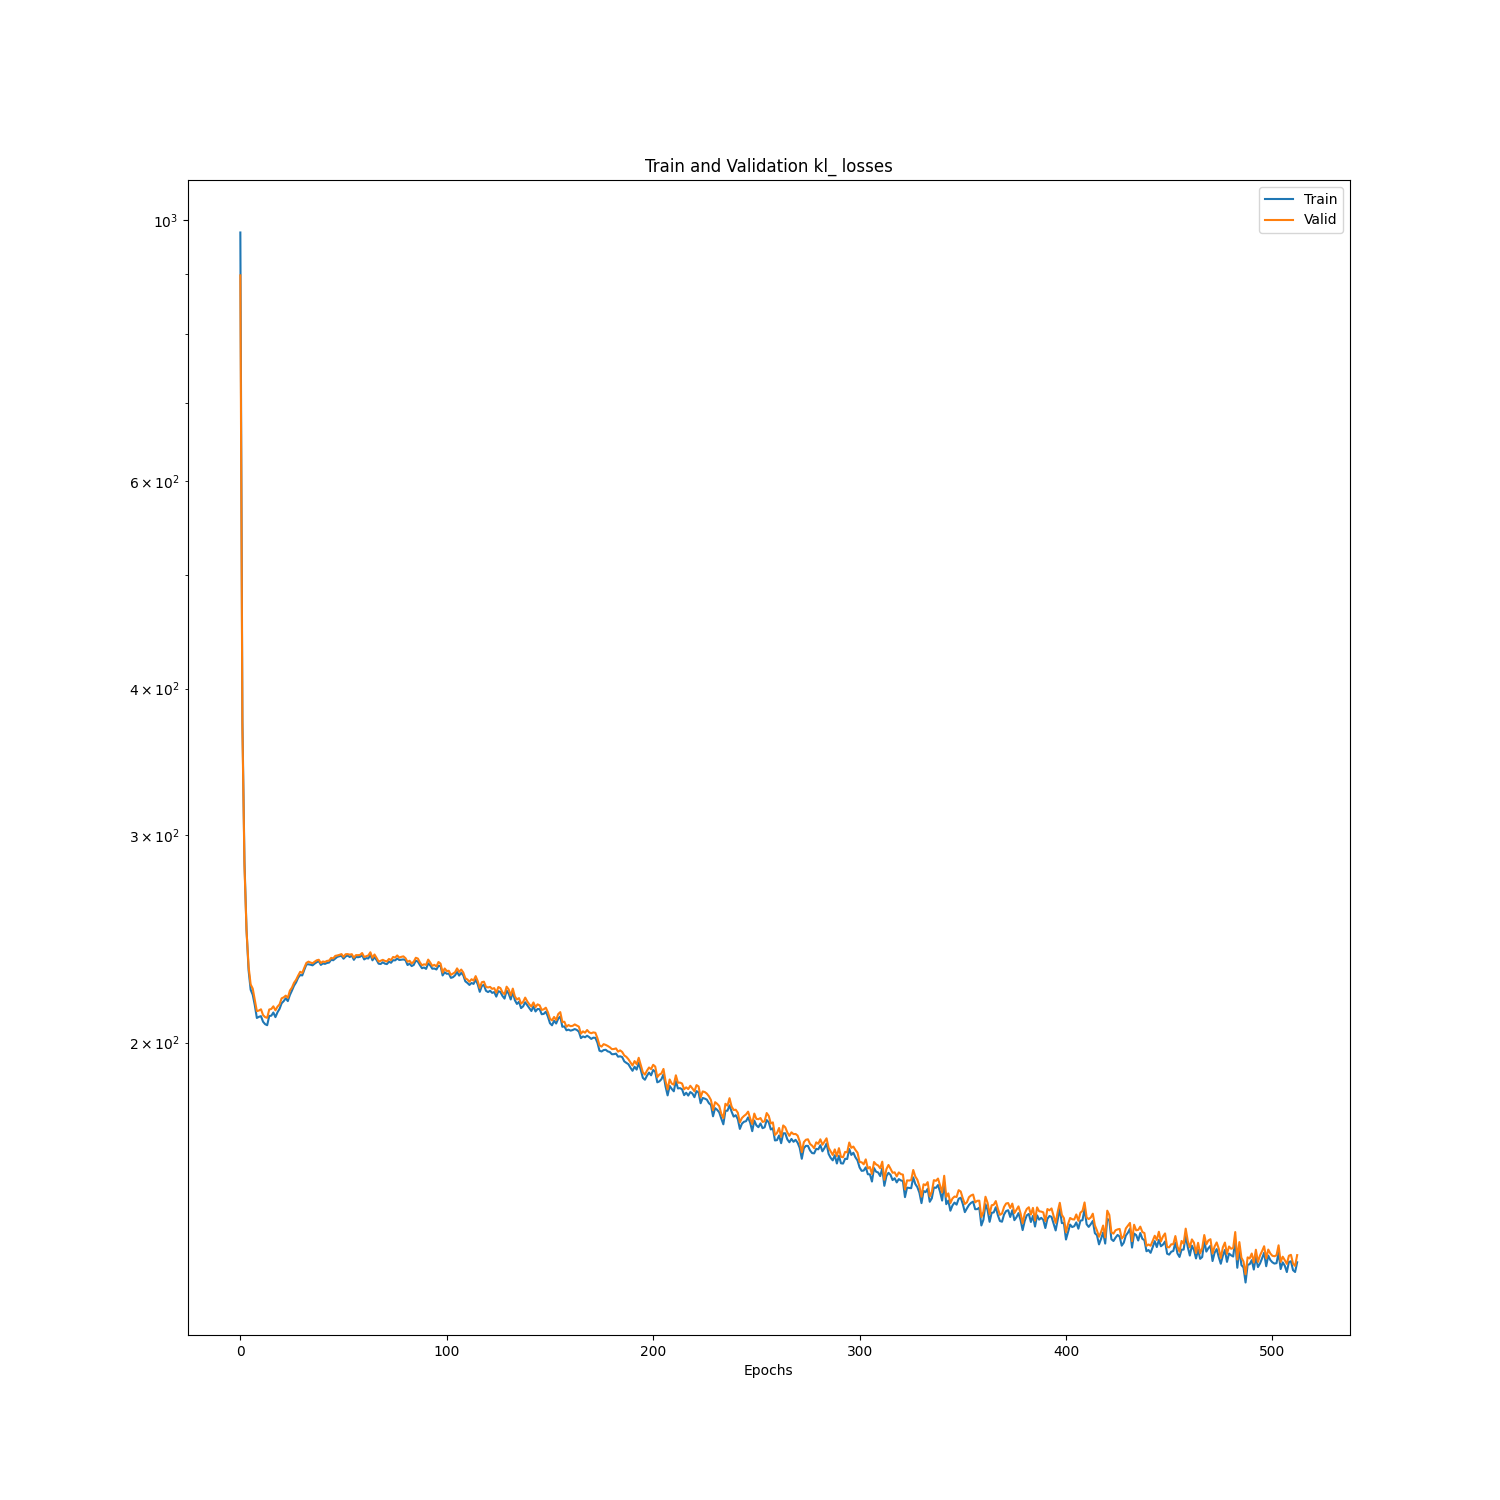 Train and Validation kl_ losses
Train
Valid
10³
6 × 10²
4 × 10²
3 × 10²
2 × 10²
0 100 200 300 400 500
Epochs